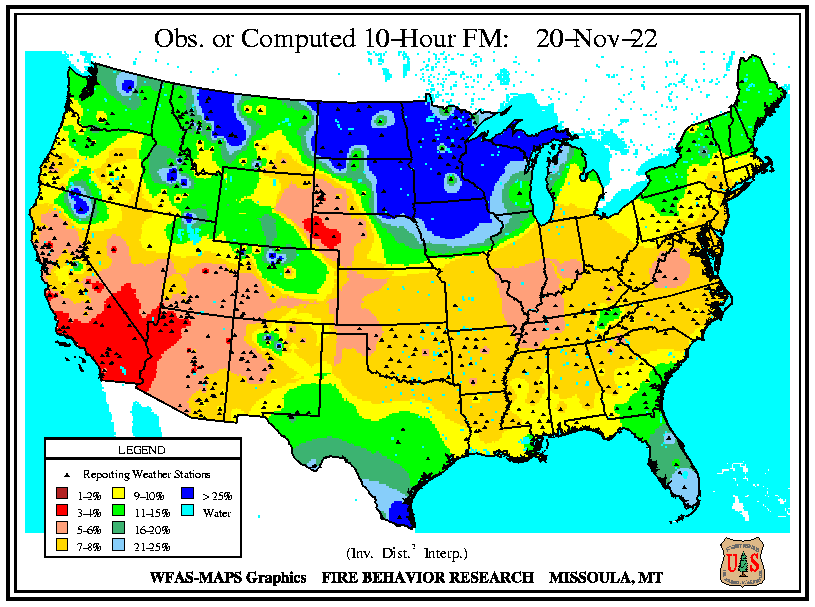 Obs. or Computed 10-Hour FM: 20-Nov-22
LEGEND
Reporting Weather Stations
1-2% 9-10% > 25%
3-4% 11-15% Water
5-6% 16-20%
7-8% 21-25%
(Inv. Dist.² Interp.)
WFAS-MAPS Graphics FIRE BEHAVIOR RESEARCH MISSOULA, MT
U S